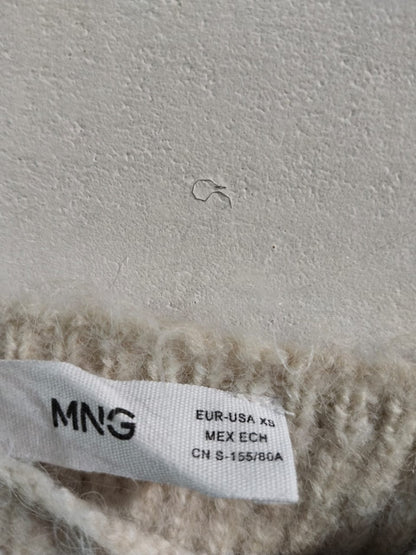 MNG
EUR-USA XS
MEX ECH
CN S-155/80A